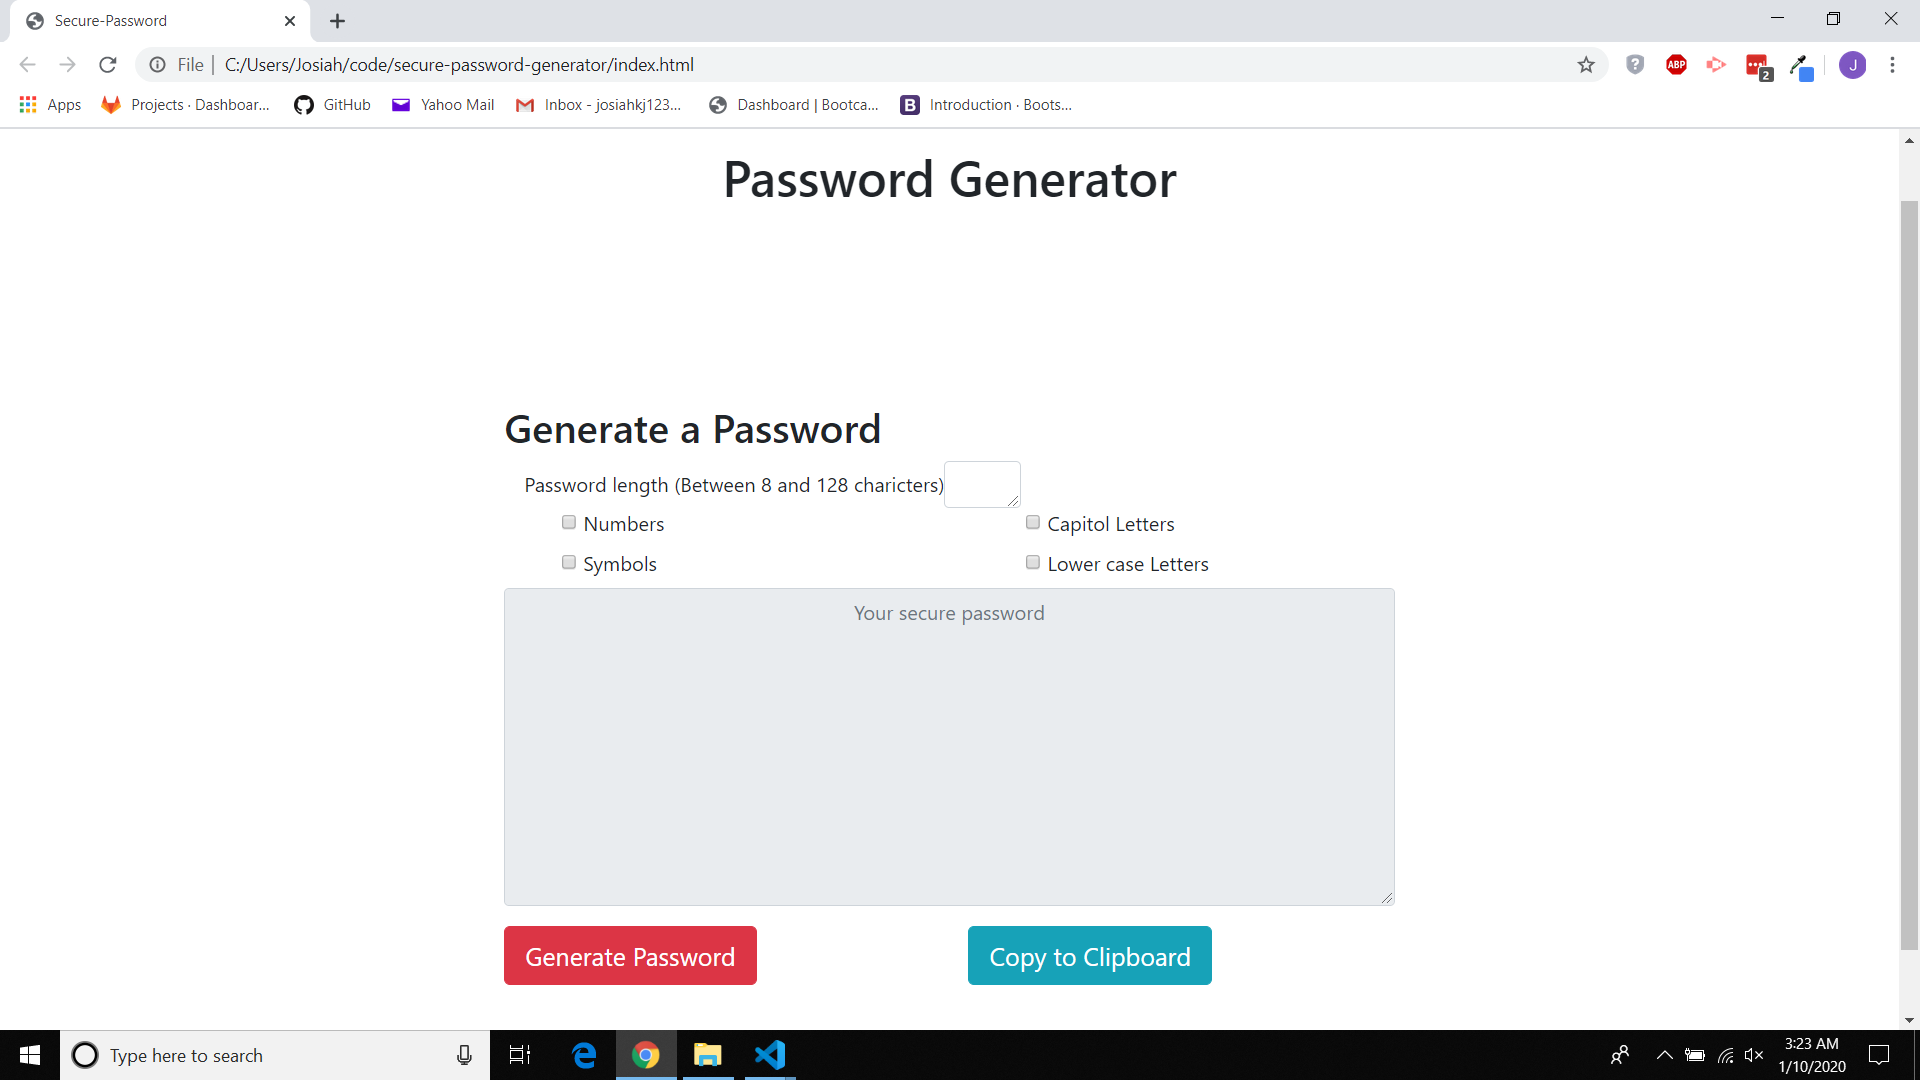 Secure-Password
File | C:/Users/Josiah/code/secure-password-generator/index.html
ABP
2
J
Apps
Projects · Dashboar...
GitHub
Yahoo Mail
Inbox - josiahkj123...
Dashboard | Bootca...
B
Introduction · Boots...
Password Generator
Generate a Password
Password length (Between 8 and 128 charicters)
Numbers
Capitol Letters
Symbols
Lower case Letters
Your secure password
Generate Password
Copy to Clipboard
Type here to search
3:23 AM
1/10/2020